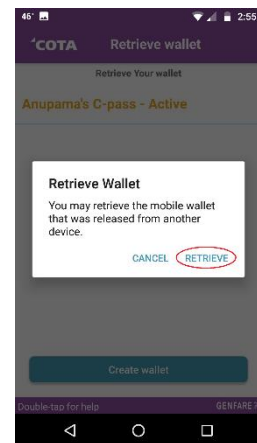 46° 2:55
COTA Retrieve wallet
Retrieve Your wallet
Anupama's C-pass - Active
Retrieve Wallet
You may retrieve the mobile wallet
that was released from another
device.
CANCEL RETRIEVE
Create wallet
Double-tap for help GENFARE